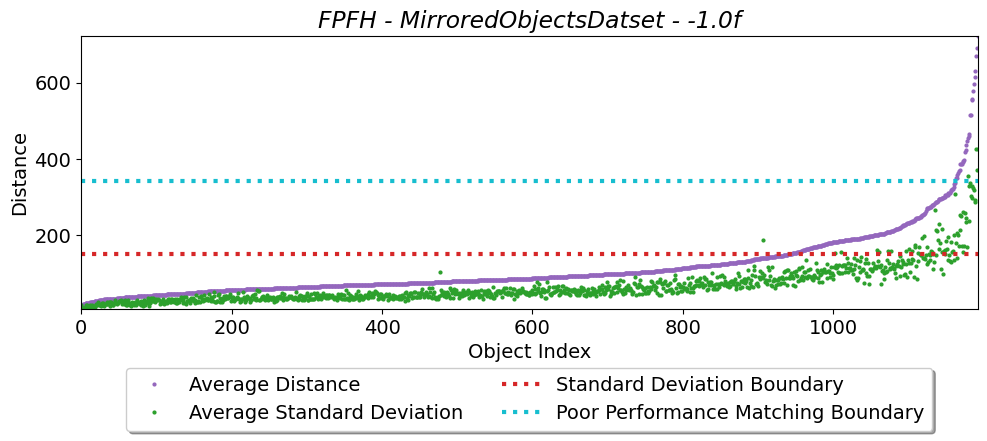 FPFH - MirroredObjectsDatset - -1.0f
Distance
600
400
200
0 200 400 600 800 1000
Object Index
Average Distance
Average Standard Deviation
Standard Deviation Boundary
Poor Performance Matching Boundary